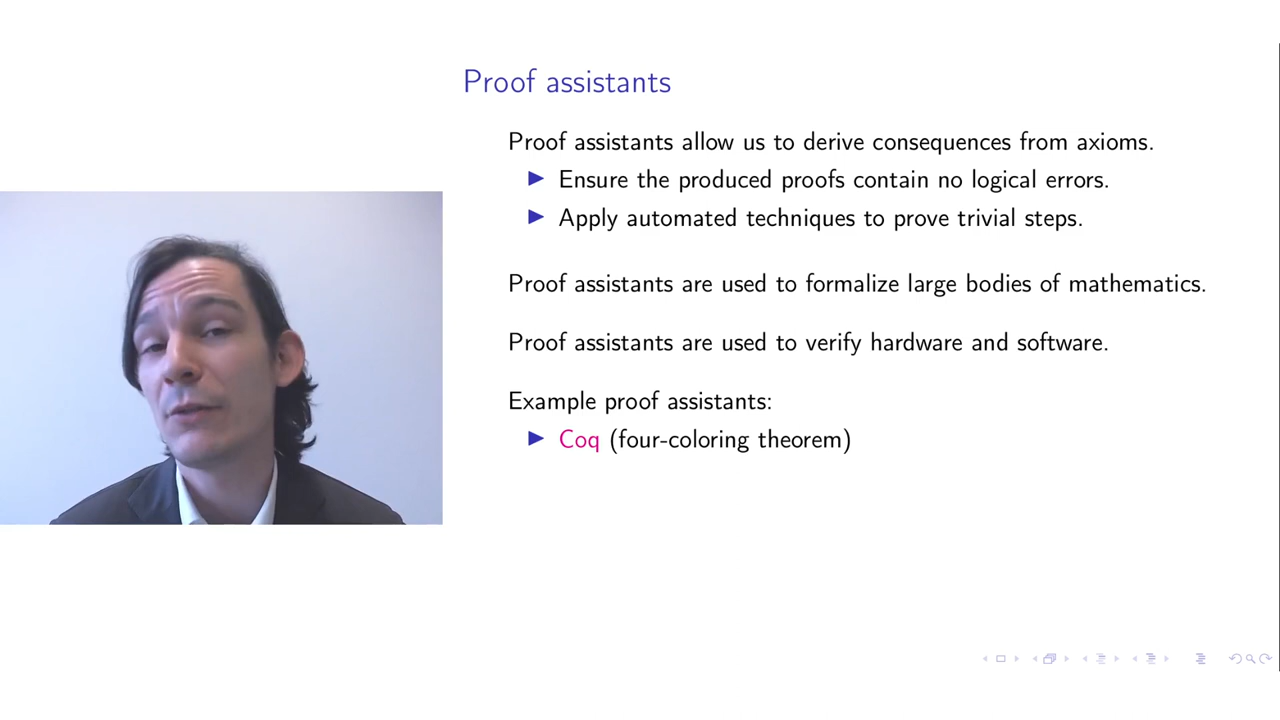 Proof assistants
Proof assistants allow us to derive consequences from axioms.
Ensure the produced proofs contain no logical errors.
Apply automated techniques to prove trivial steps.
Proof assistants are used to formalize large bodies of mathematics.
Proof assistants are used to verify hardware and software.
Example proof assistants:
Coq (four-coloring theorem)